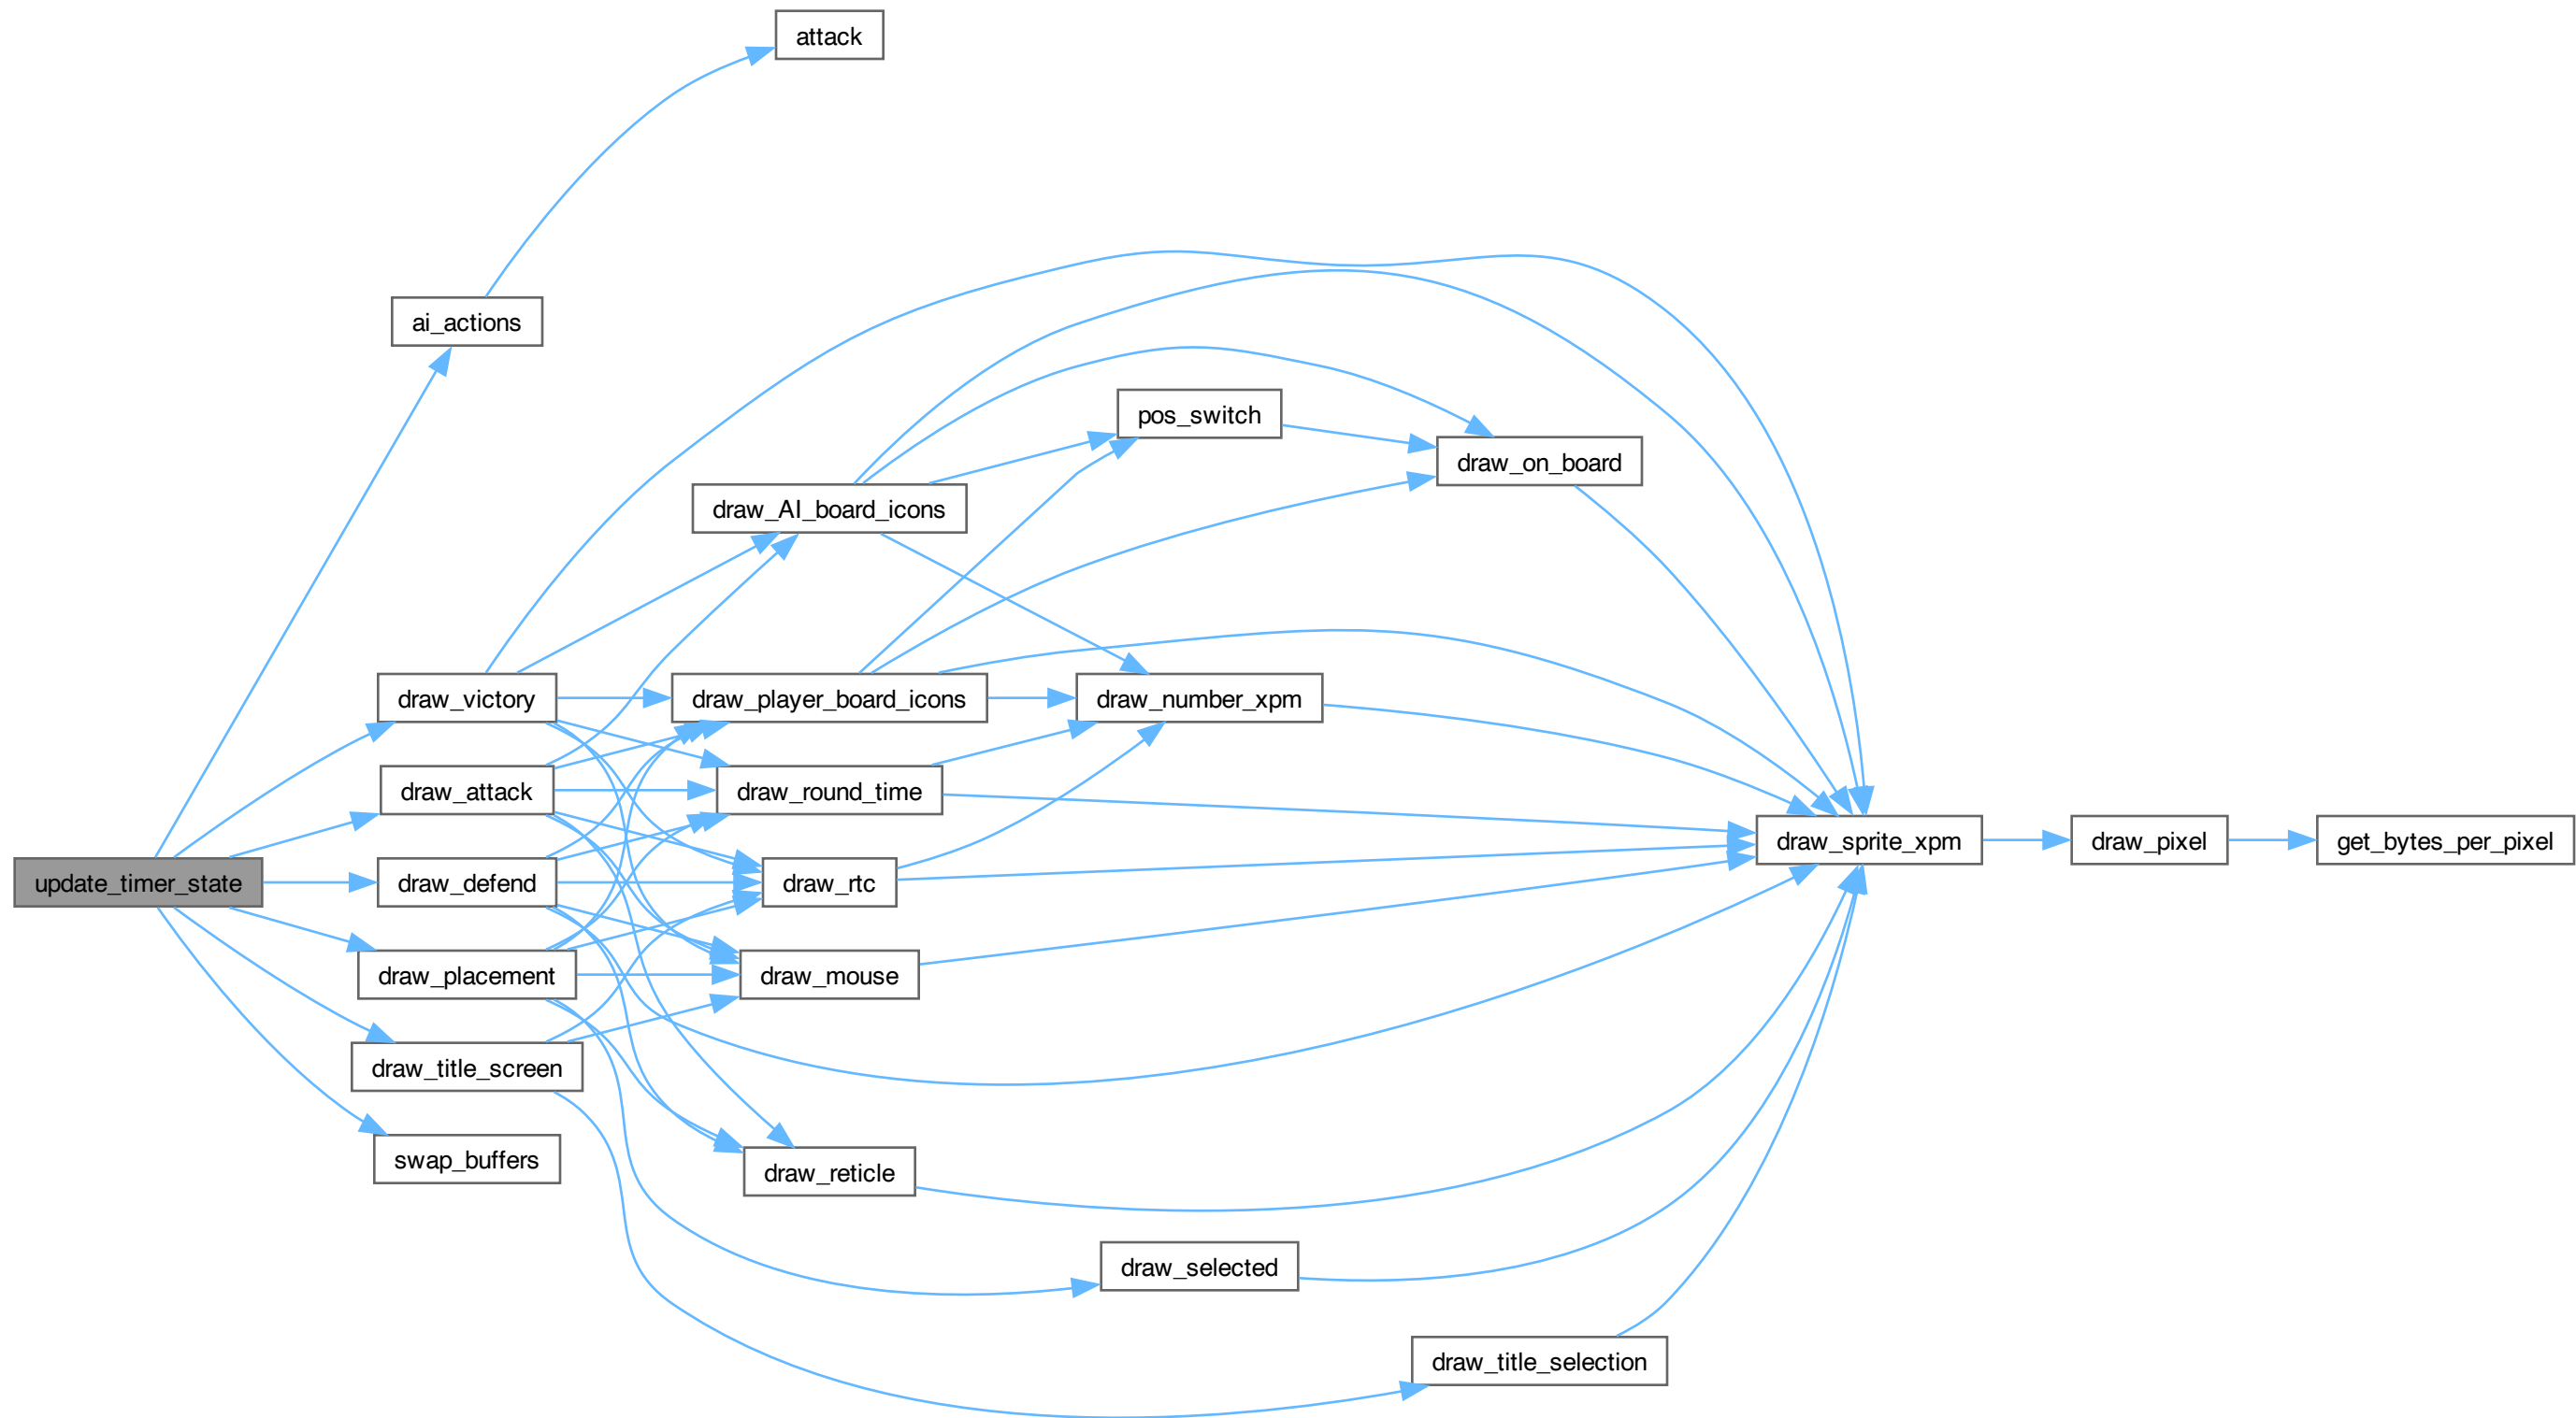 attack
ai_actions
pos_switch
draw_on_board
draw_AI_board_icons
draw_victory
draw_player_board_icons
draw_number_xpm
draw_attack
draw_round_time
draw_sprite_xpm
draw_pixel
get_bytes_per_pixel
update_timer_state
draw_defend
draw_rtc
draw_placement
draw_mouse
draw_title_screen
swap_buffers
draw_reticle
draw_selected
draw_title_selection